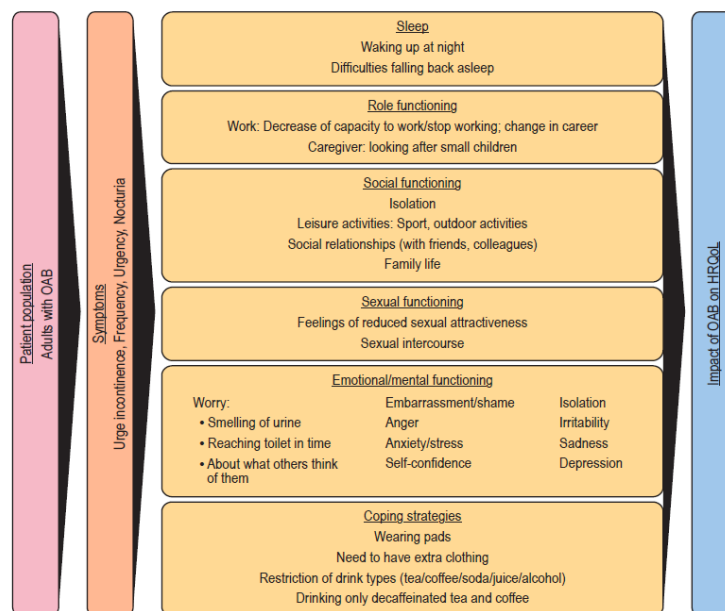 Patient population
Adults with OAB
Symptoms
Urge incontinence, Frequency, Urgency, Nocturia
Sleep
Waking up at night
Difficulties falling back asleep
Role functioning
Work: Decrease of capacity to work/stop working; change in career
Caregiver: looking after small children
Social functioning
Isolation
Leisure activities: Sport, outdoor activities
Social relationships (with friends, colleagues)
Family life
Sexual functioning
Feelings of reduced sexual attractiveness
Sexual intercourse
Emotional/mental functioning
Worry:
• Smelling of urine
• Reaching toilet in time
• About what others think
of them
Embarrassment/shame
Anger
Anxiety/stress
Self-confidence
Isolation
Irritability
Sadness
Depression
Coping strategies
Wearing pads
Need to have extra clothing
Restriction of drink types (tea/coffee/soda/juice/alcohol)
Drinking only decaffeinated tea and coffee
Impact of OAB on HRQoL